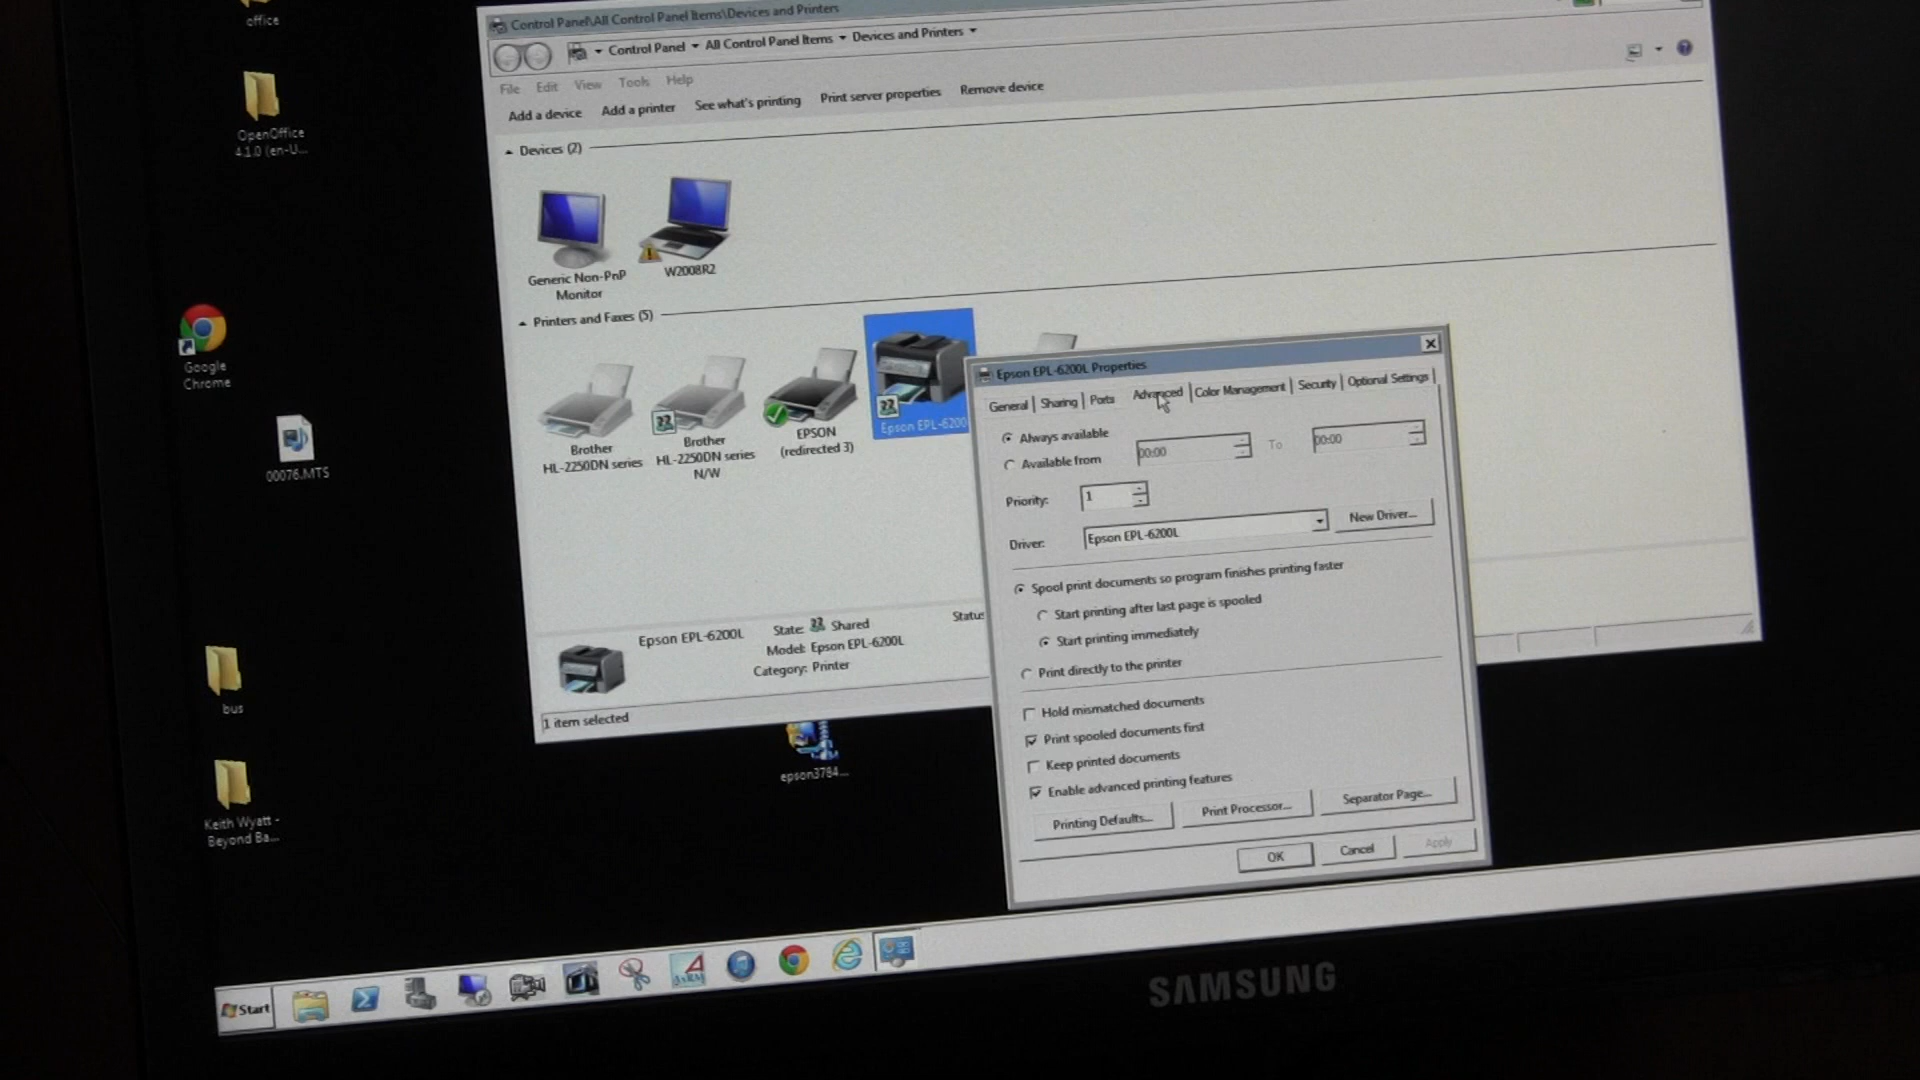 office
OpenOffice
4.1.0 (en-U...
Google
Chrome
00076.MTS
bus
Keith Wyatt -
Beyond Ba...
Control Panel\All Control Panel Items\Devices and Printers
Control Panel All Control Panel Items Devices and Printers
File Edit View Tools Help
Add a device Add a printer See what's printing Print server properties Remove device
Devices (2)
Generic Non-PnP
Monitor
W2008R2
Printers and Faxes (5)
Brother
HL-2250DN series
Brother
HL-2250DN series
N/W
EPSON
(redirected 3)
Epson EPL-6200
Epson EPL-6200L
State: Shared
Status
Model: Epson EPL-6200L
Category: Printer
1 item selected
epson3784...
Epson EPL-6200L Properties
General Sharing Ports Advanced Color Management Security Optional Settings
Always available
Available from 00:00 To 00:00
Priority: 1
Driver: Epson EPL-6200L New Driver...
Spool print documents so program finishes printing faster
Start printing after last page is spooled
Start printing immediately
Print directly to the printer
Hold mismatched documents
Print spooled documents first
Keep printed documents
Enable advanced printing features
Printing Defaults... Print Processor... Separator Page...
OK Cancel Apply
Start
SAMSUNG